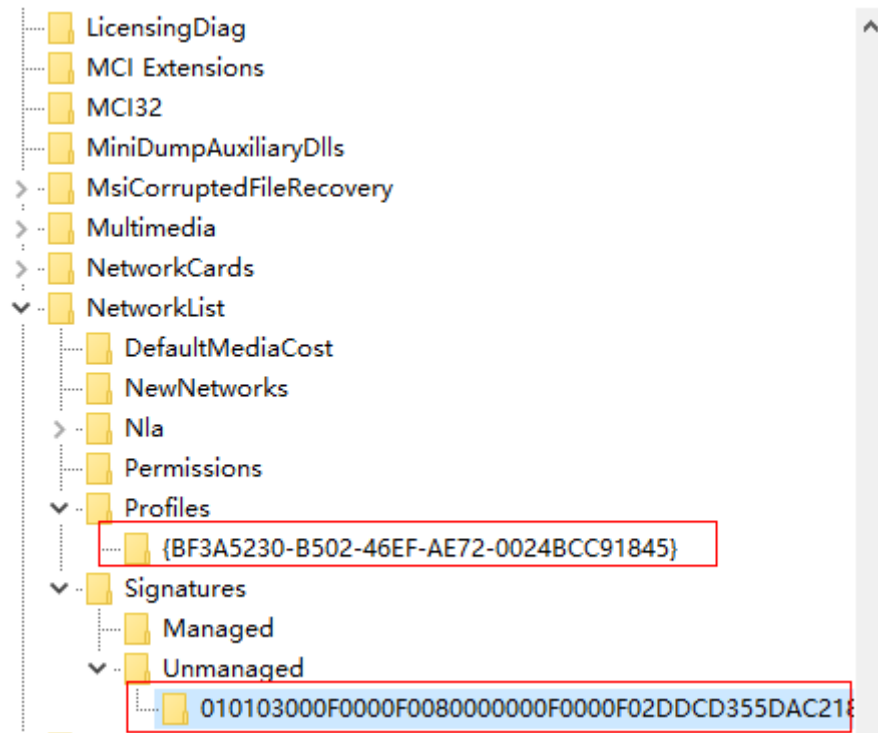 LicensingDiag
MCI Extensions
MCI32
MiniDumpAuxiliaryDlls
MsiCorruptedFileRecovery
Multimedia
NetworkCards
NetworkList
DefaultMediaCost
NewNetworks
Nla
Permissions
Profiles
{BF3A5230-B502-46EF-AE72-0024BCC91845}
Signatures
Managed
Unmanaged
010103000F0000F0080000000F0000F02DDCD355DAC218